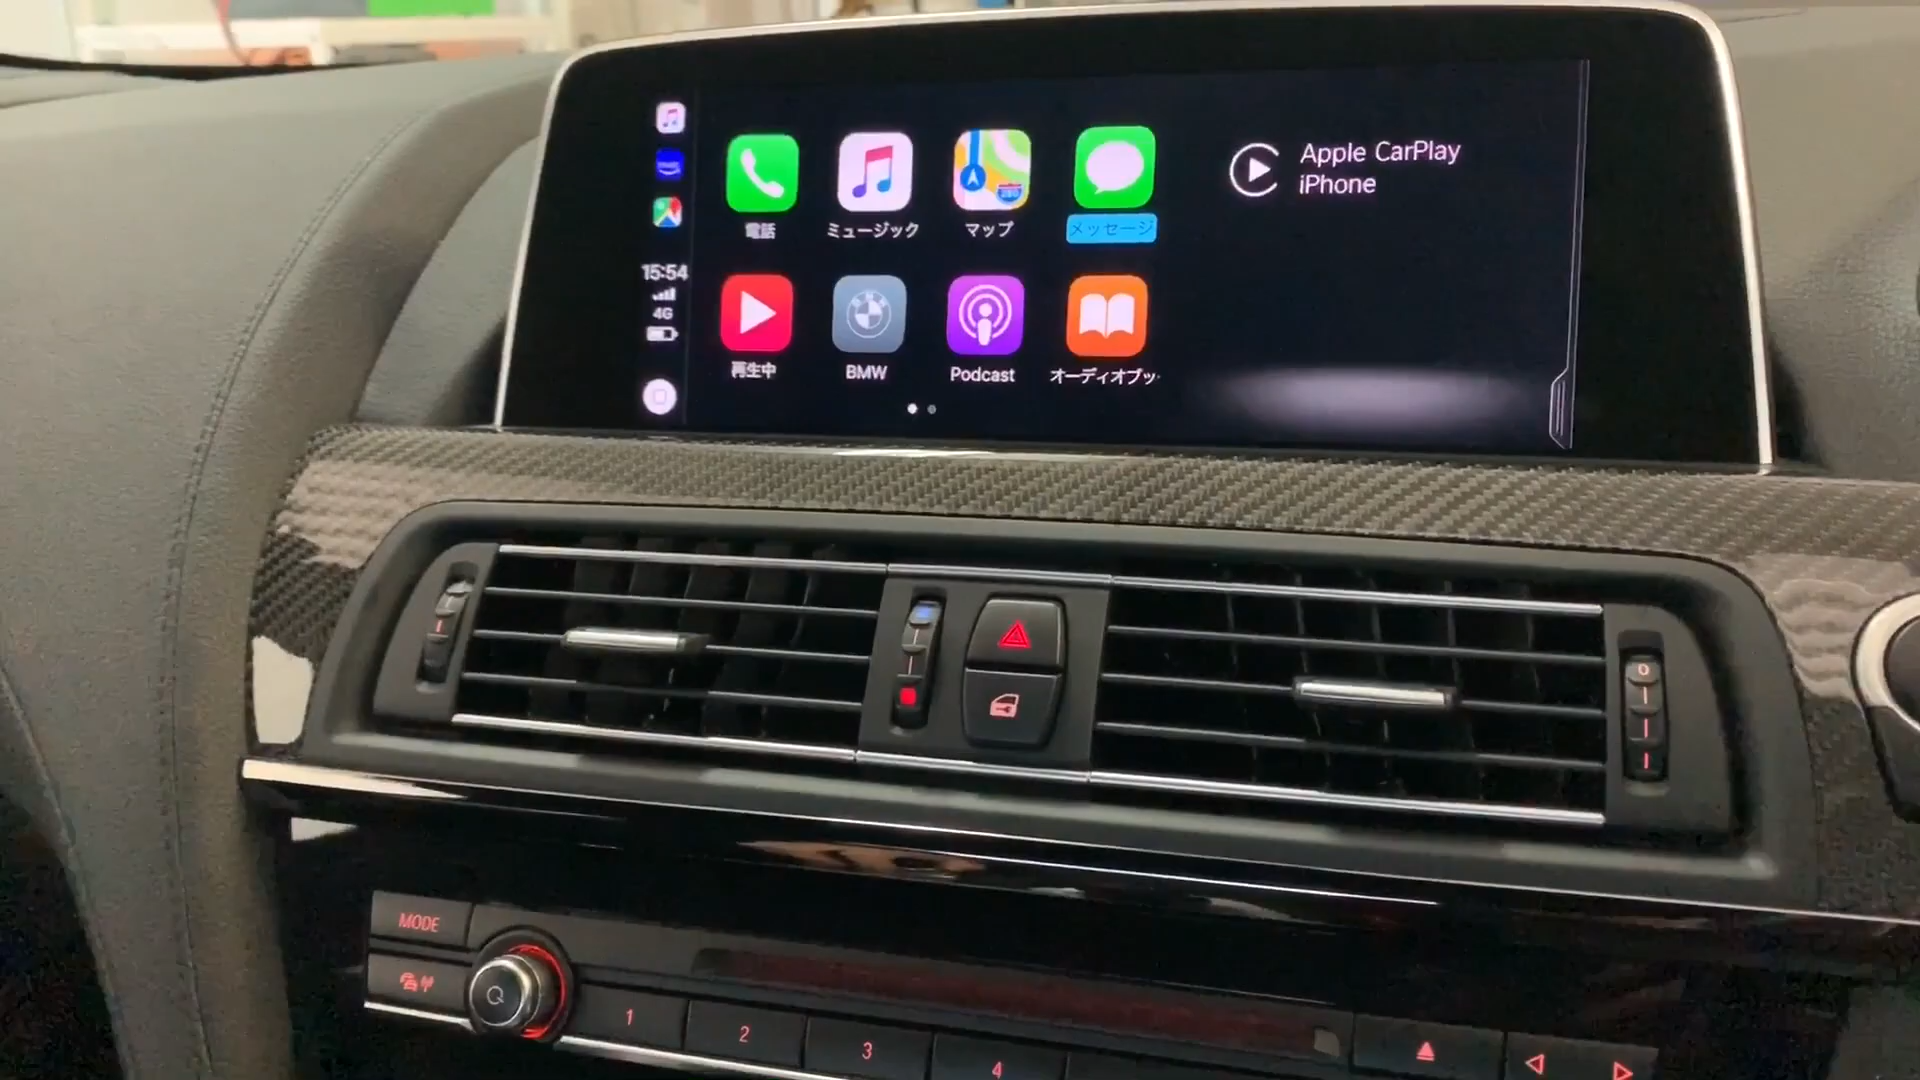 電話
ミュージック
マップ
メッセージ
Apple CarPlay
iPhone
15:54
4G
再生中
BMW
Podcast
オーディオブッ
MODE
1
2
3
4